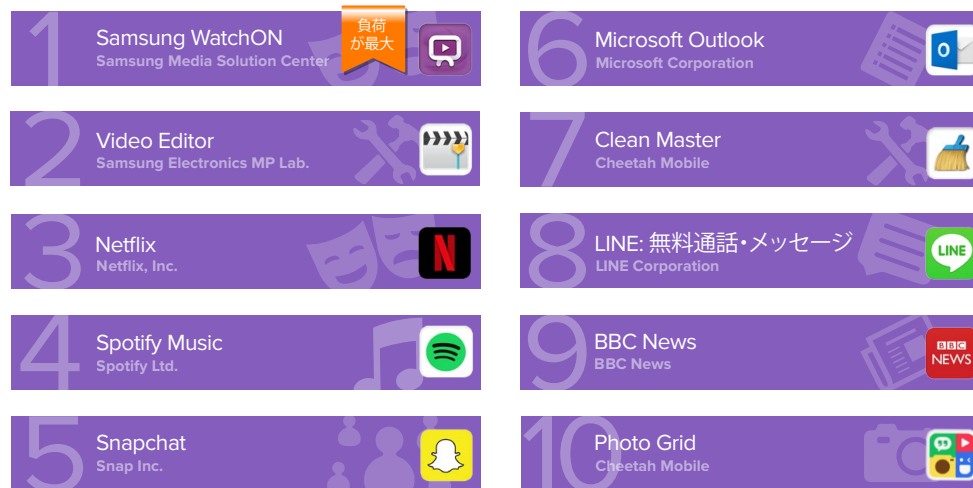 1
Samsung WatchON
Samsung Media Solution Center
負荷
が最大
2
Video Editor
Samsung Electronics MP Lab.
3
Netflix
Netflix, Inc.
N
4
Spotify Music
Spotify Ltd.
5
Snapchat
Snap Inc.
6
Microsoft Outlook
Microsoft Corporation
o
7
Clean Master
Cheetah Mobile
8
LINE: 無料通話・メッセージ
LINE Corporation
LINE
9
BBC News
BBC News
BBC
NEWS
10
Photo Grid
Cheetah Mobile